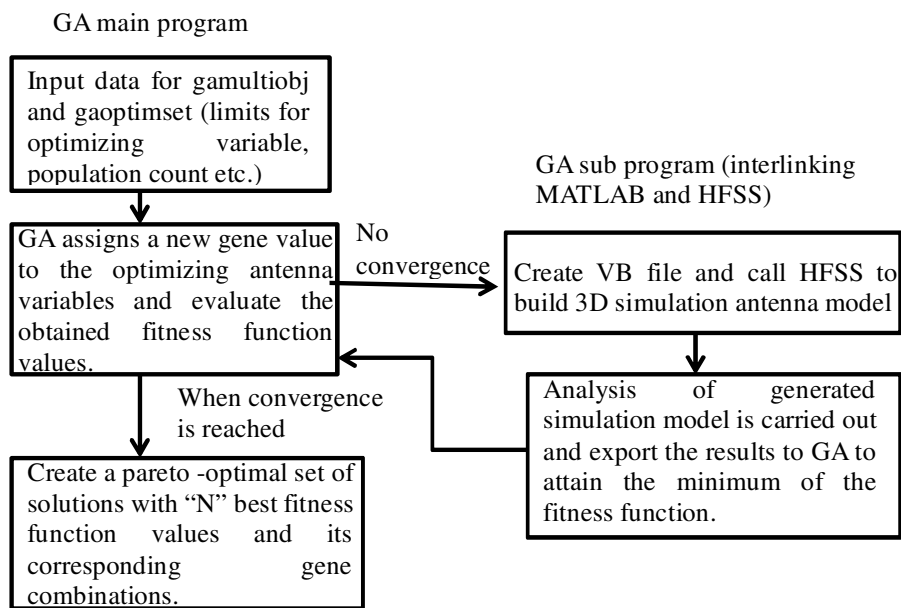 GA main program
Input data for gamultiobj
and gaoptimset (limits for
optimizing variable,
population count etc.)
GA assigns a new gene value
to the optimizing antenna
variables and evaluate the
obtained fitness function
values.
No
convergence
When convergence
is reached
Create a pareto -optimal set of
solutions with “N” best fitness
function values and its
corresponding gene
combinations.
GA sub program (interlinking
MATLAB and HFSS)
Create VB file and call HFSS to
build 3D simulation antenna model
Analysis of generated
simulation model is carried out
and export the results to GA to
attain the minimum of the
fitness function.